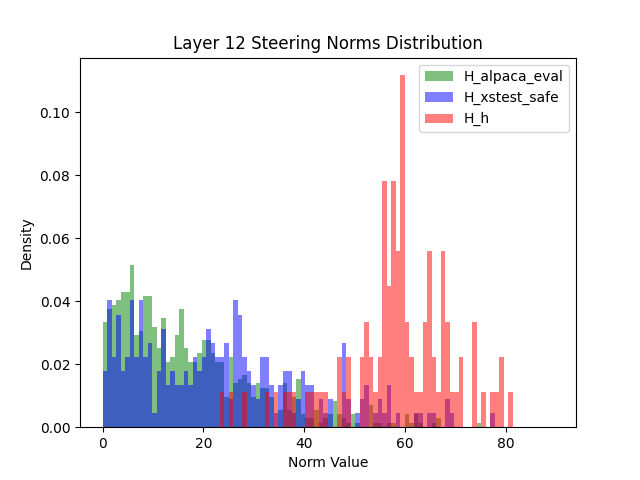 Layer 12 Steering Norms Distribution
H_alpaca_eval
H_xstest_safe
H_h
Density
0.10
0.08
0.06
0.04
0.02
0.00
0
20
40
60
80
Norm Value